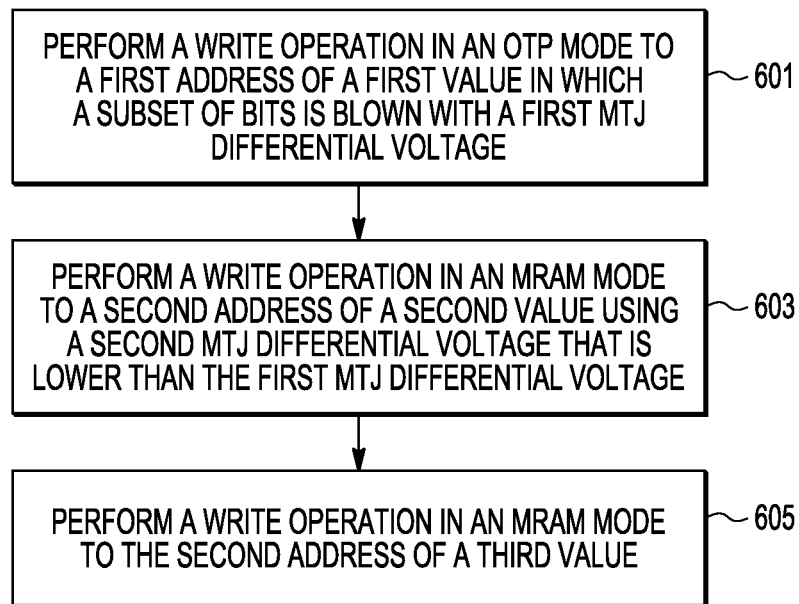 PERFORM A WRITE OPERATION IN AN OTP MODE TO
A FIRST ADDRESS OF A FIRST VALUE IN WHICH
A SUBSET OF BITS IS BLOWN WITH A FIRST MTJ
DIFFERENTIAL VOLTAGE
601
PERFORM A WRITE OPERATION IN AN MRAM MODE
TO A SECOND ADDRESS OF A SECOND VALUE USING
A SECOND MTJ DIFFERENTIAL VOLTAGE THAT IS
LOWER THAN THE FIRST MTJ DIFFERENTIAL VOLTAGE
603
PERFORM A WRITE OPERATION IN AN MRAM MODE
TO THE SECOND ADDRESS OF A THIRD VALUE
605